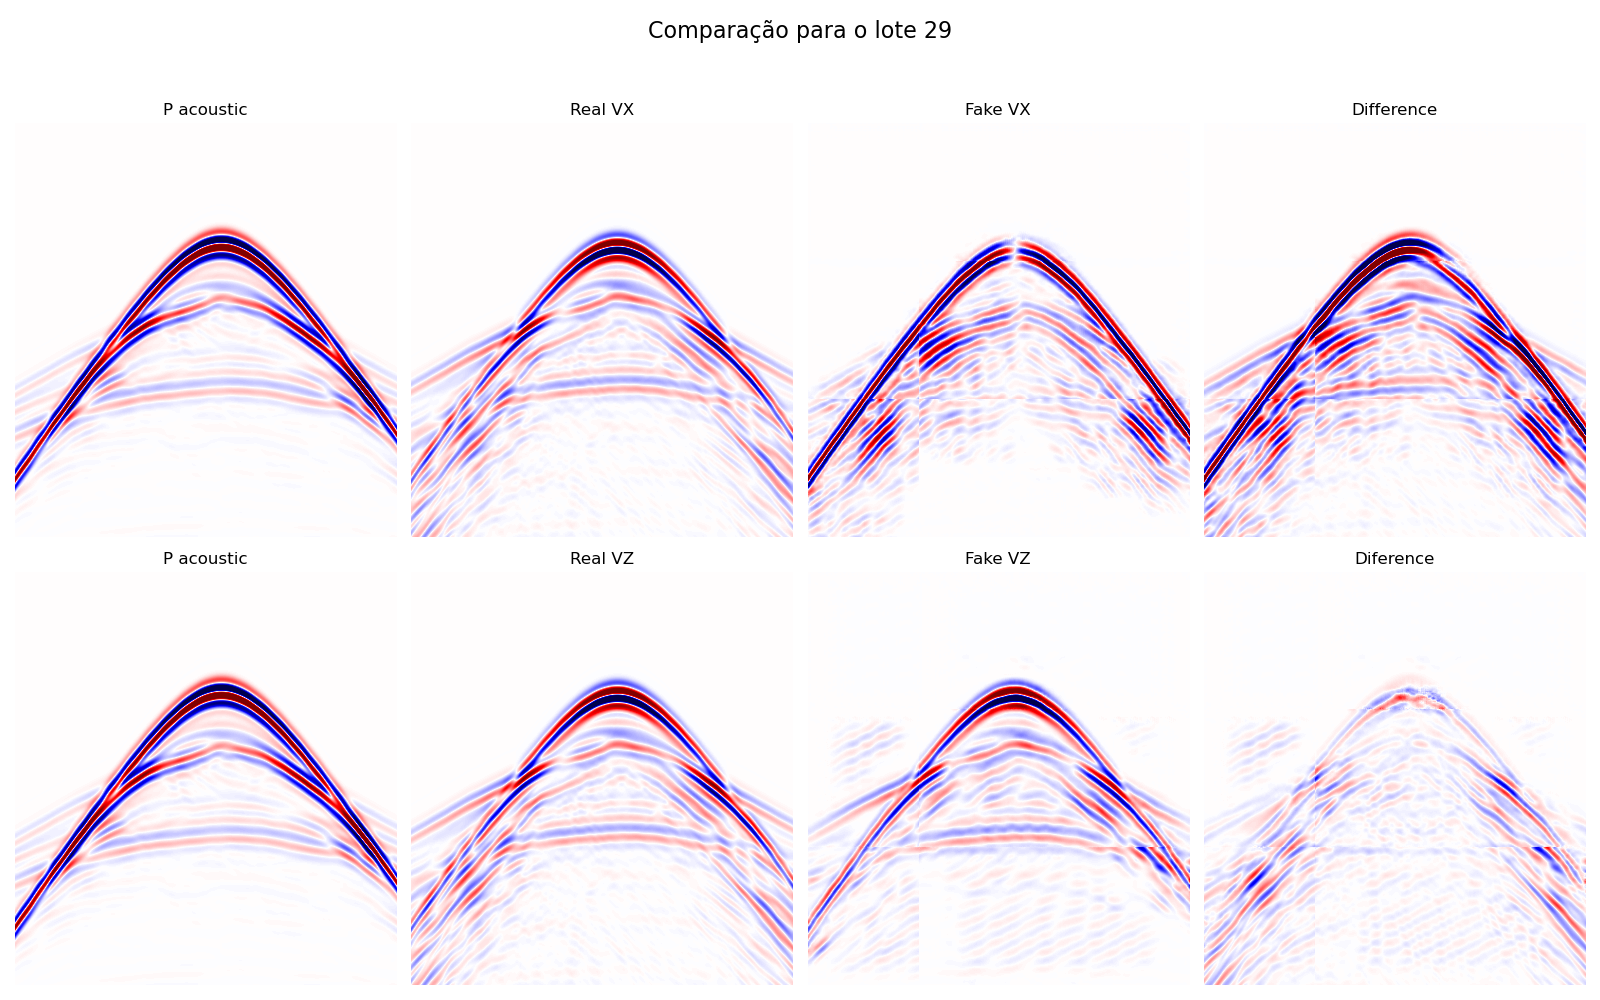 Comparação para o lote 29
P acoustic
Real VX
Fake VX
Difference
P acoustic
Real VZ
Fake VZ
Diference